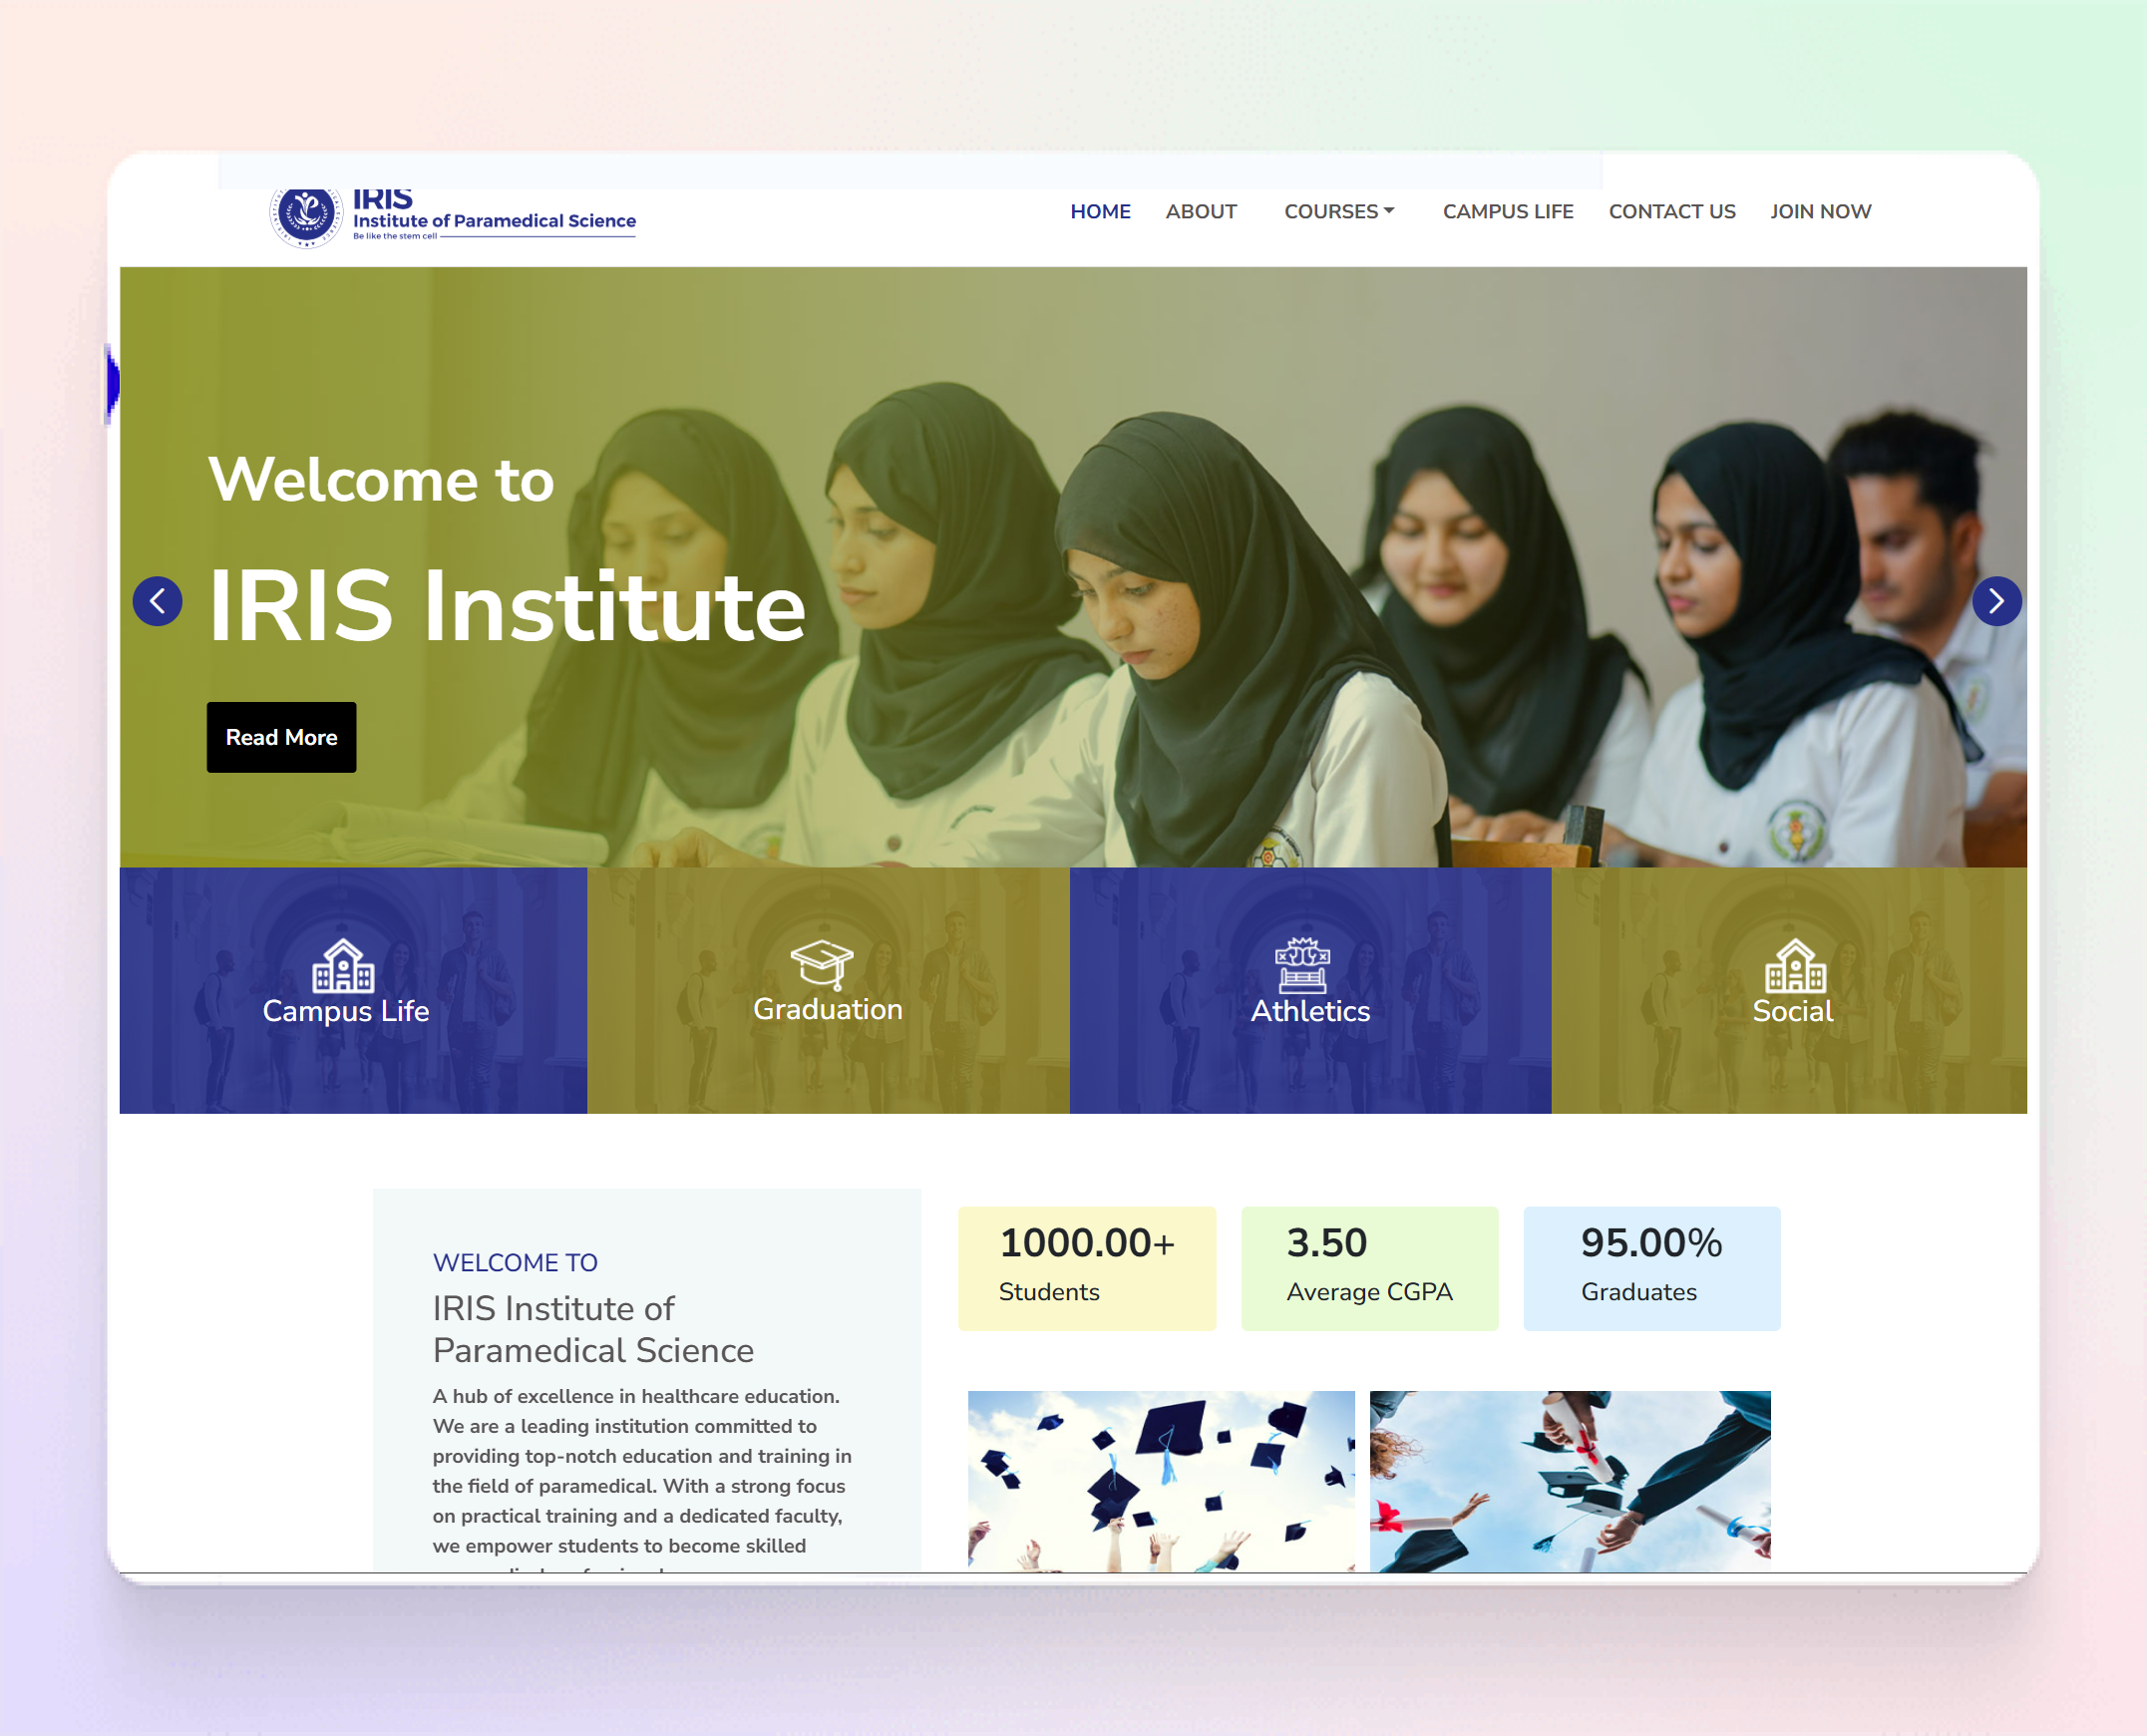 IRIS
Institute of Paramedical Science
Be like the stem cell
HOME ABOUT COURSES CAMPUS LIFE CONTACT US JOIN NOW
Welcome to
IRIS Institute
Read More
Campus Life
Graduation
Athletics
Social
WELCOME TO
IRIS Institute of
Paramedical Science
A hub of excellence in healthcare education.
We are a leading institution committed to
providing top-notch education and training in
the field of paramedical. With a strong focus
on practical training and a dedicated faculty,
we empower students to become skilled
1000.00+
Students
3.50
Average CGPA
95.00%
Graduates